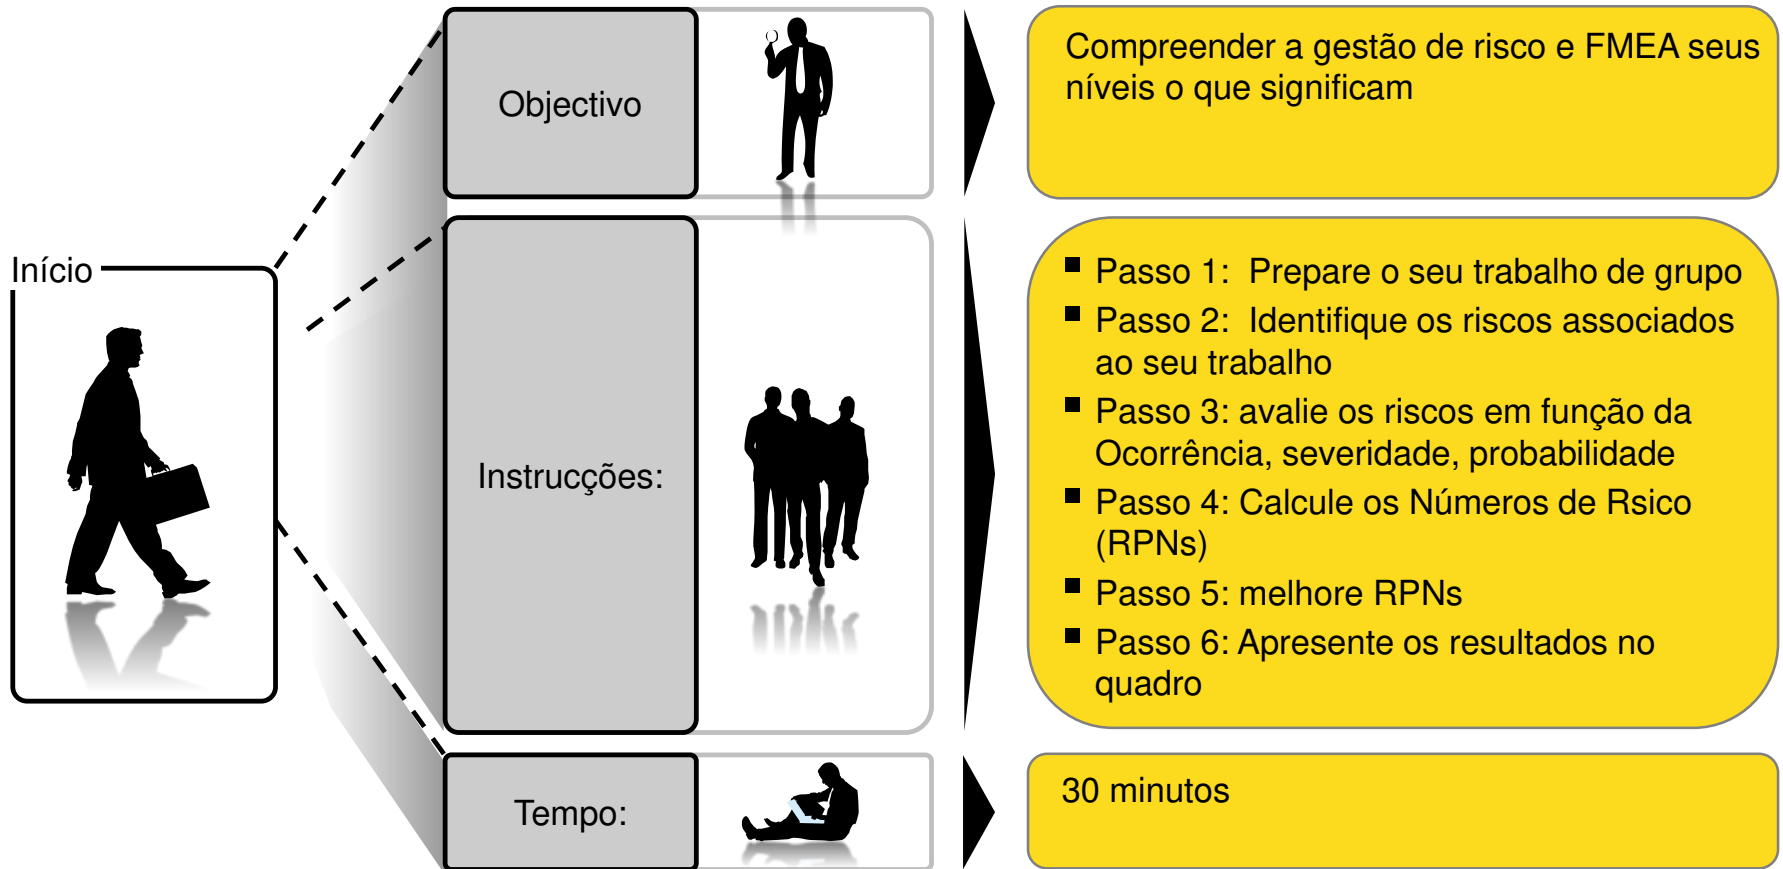 Início
Objectivo
Compreender a gestão de risco e FMEA seus
níveis o que significam
Instrucções:
Passo 1:  Prepare o seu trabalho de grupo
Passo 2:  Identifique os riscos associados
ao seu trabalho
Passo 3: avalie os riscos em função da
Ocorrência, severidade, probabilidade
Passo 4: Calcule os Números de Rsico
(RPNs)
Passo 5: melhore RPNs
Passo 6: Apresente os resultados no
quadro
Tempo:
30 minutos